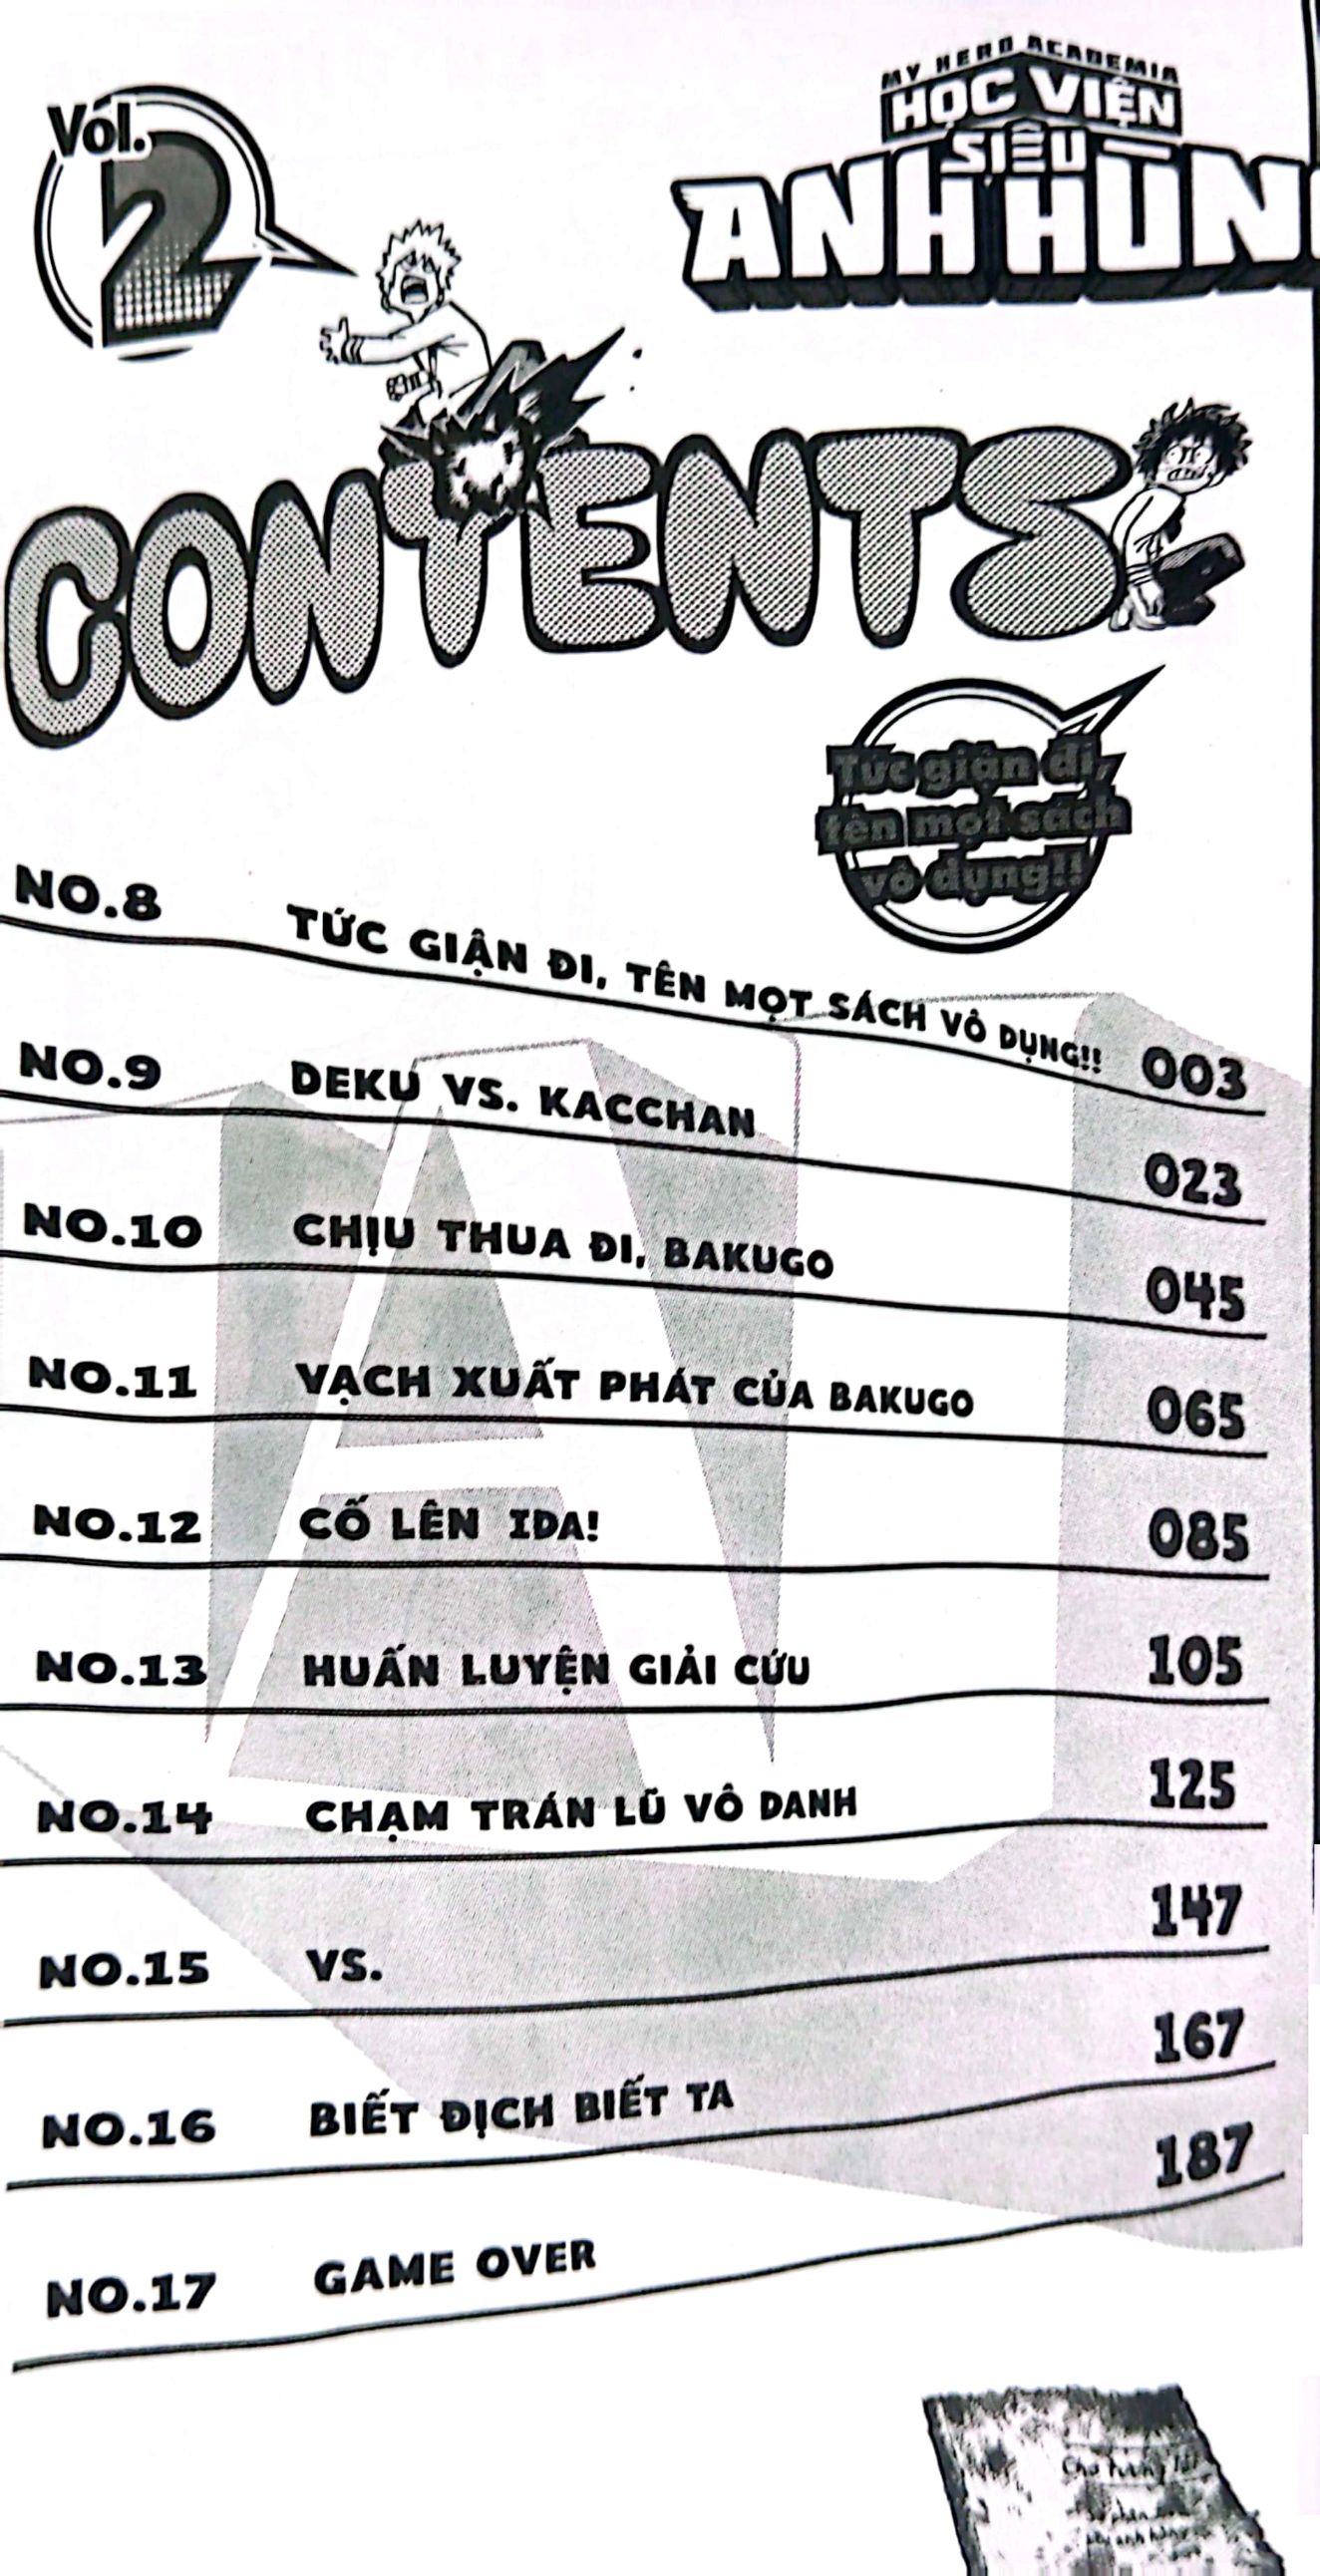 Vol.
2
MY HERO ACADEMIA
HỌC VIỆN
SIÊU
ANH HÙN
CONTENTS
Tức giận đi,
tên mọt sách
vô dụng!!
NO.8 TỨC GIẬN ĐI, TÊN MỌT SÁCH VÔ DỤNG!! 003
NO.9 DEKU VS. KACCHAN 023
NO.10 CHỊU THUA ĐI, BAKUGO 045
NO.11 VẠCH XUẤT PHÁT CỦA BAKUGO 065
NO.12 CỐ LÊN IDA! 085
NO.13 HUẤN LUYỆN GIẢI CỨU 105
NO.14 CHẠM TRÁN LŨ VÔ DANH 125
NO.15 VS. 147
NO.16 BIẾT ĐỊCH BIẾT TA 167
NO.17 GAME OVER 187
Cho tương lai